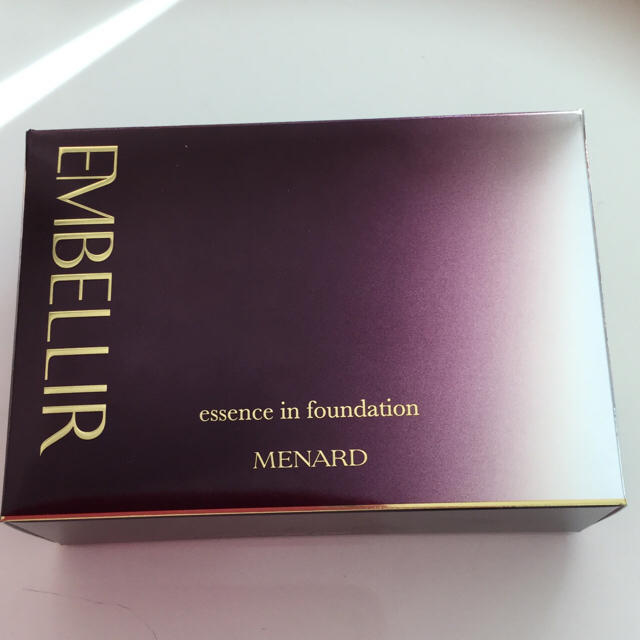 EMBELLIR
essence in foundation
MENARD